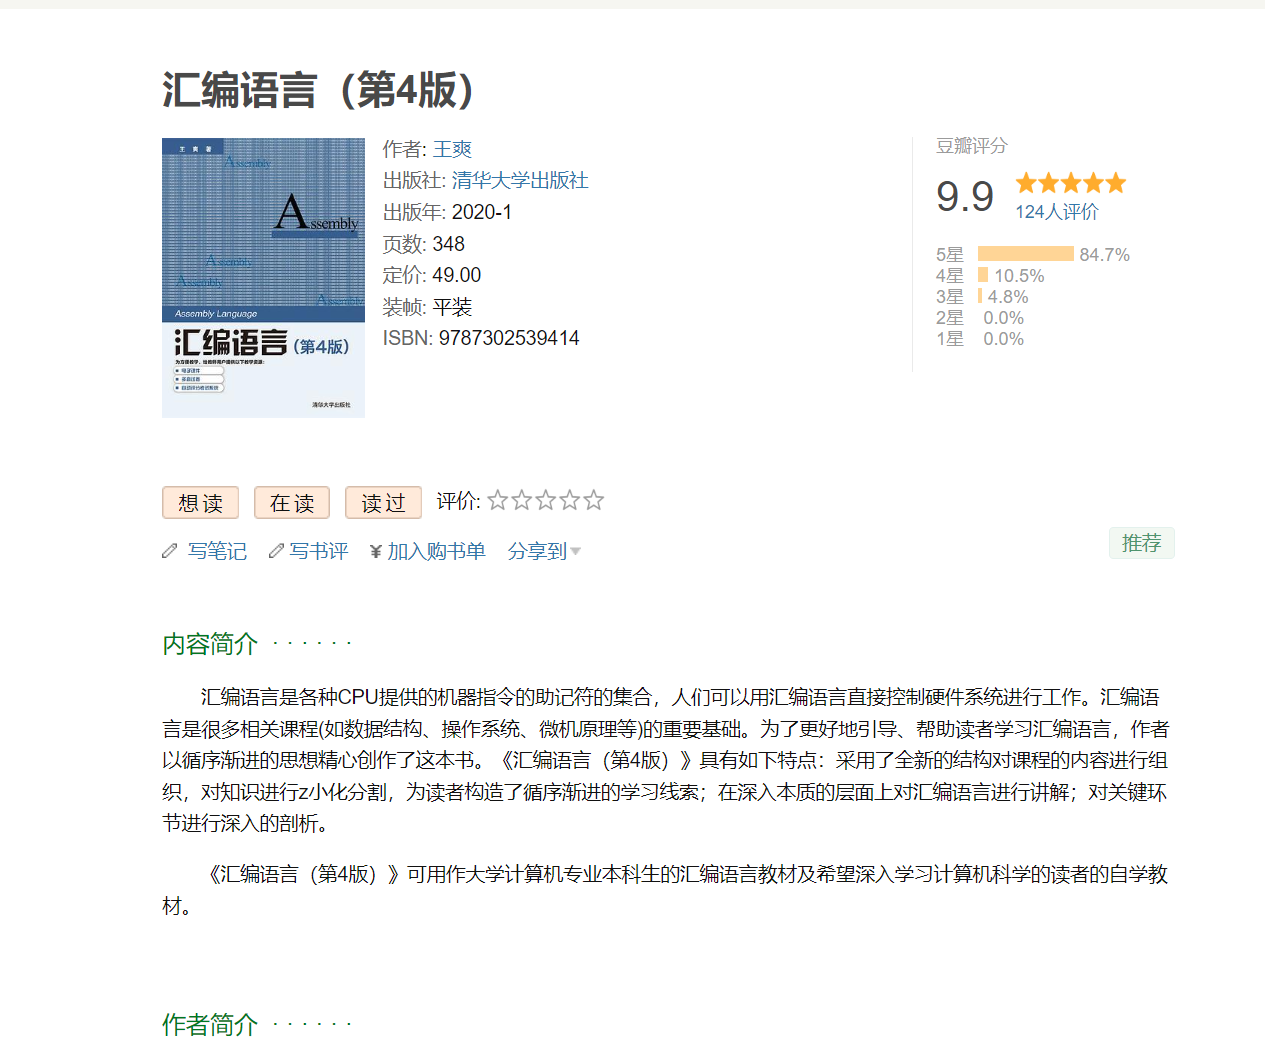 汇编语言（第4版）
王 爽 著
Assembly
Assembly
Assembly
Assembly
Assembly
Assembly Language
汇编语言（第4版）
清华大学出版社
作者: 王爽
出版社: 清华大学出版社
出版年: 2020-1
页数: 348
定价: 49.00
装帧: 平装
ISBN: 9787302539414
豆瓣评分
9.9
124人评价
5星 84.7%
4星 10.5%
3星 4.8%
2星 0.0%
1星 0.0%
想读 在读 读过 评价:
写笔记 写书评 ¥ 加入购书单 分享到
推荐
内容简介 · · · · · ·
汇编语言是各种CPU提供的机器指令的助记符的集合，人们可以用汇编语言直接控制硬件系统进行工作。汇编语
言是很多相关课程(如数据结构、操作系统、微机原理等)的重要基础。为了更好地引导、帮助读者学习汇编语言，作者
以循序渐进的思想精心创作了这本书。《汇编语言（第4版）》具有如下特点：采用了全新的结构对课程的内容进行组
织，对知识进行z小化分割，为读者构造了循序渐进的学习线索；在深入本质的层面上对汇编语言进行讲解；对关键环
节进行深入的剖析。
《汇编语言（第4版）》可用作大学计算机专业本科生的汇编语言教材及希望深入学习计算机科学的读者的自学教
材。
作者简介 · · · · · ·